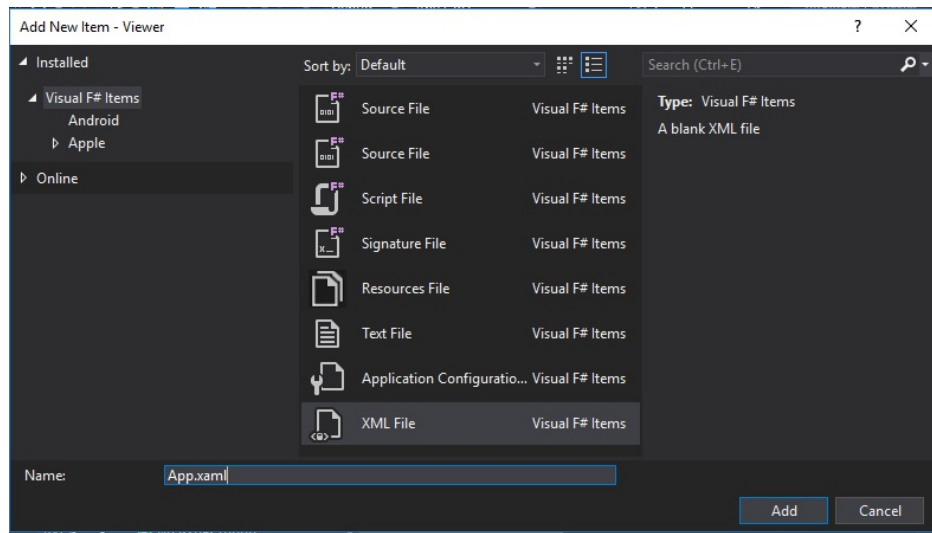 Add New Item - Viewer ? X
Installed
Sort by: Default
Search (Ctrl+E)
Visual F# Items
Android
Apple
Online
Source File Visual F# Items
Source File Visual F# Items
Script File Visual F# Items
Signature File Visual F# Items
Resources File Visual F# Items
Text File Visual F# Items
Application Configuratio... Visual F# Items
XML File Visual F# Items
Type: Visual F# Items
A blank XML file
Name: App.xaml
Add Cancel